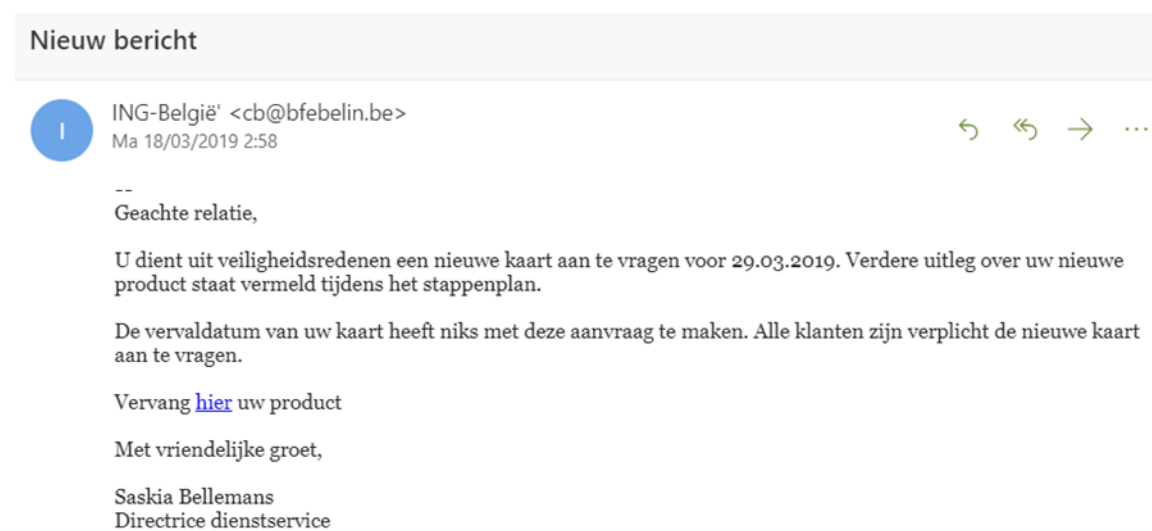 Nieuw bericht
I
ING-België' <cb@bfebelin.be>
Ma 18/03/2019 2:58
--
Geachte relatie,
U dient uit veiligheidsredenen een nieuwe kaart aan te vragen voor 29.03.2019. Verdere uitleg over uw nieuwe
product staat vermeld tijdens het stappenplan.
De vervaldatum van uw kaart heeft niks met deze aanvraag te maken. Alle klanten zijn verplicht de nieuwe kaart
aan te vragen.
Vervang hier uw product
Met vriendelijke groet,
Saskia Bellemans
Directrice dienstservice